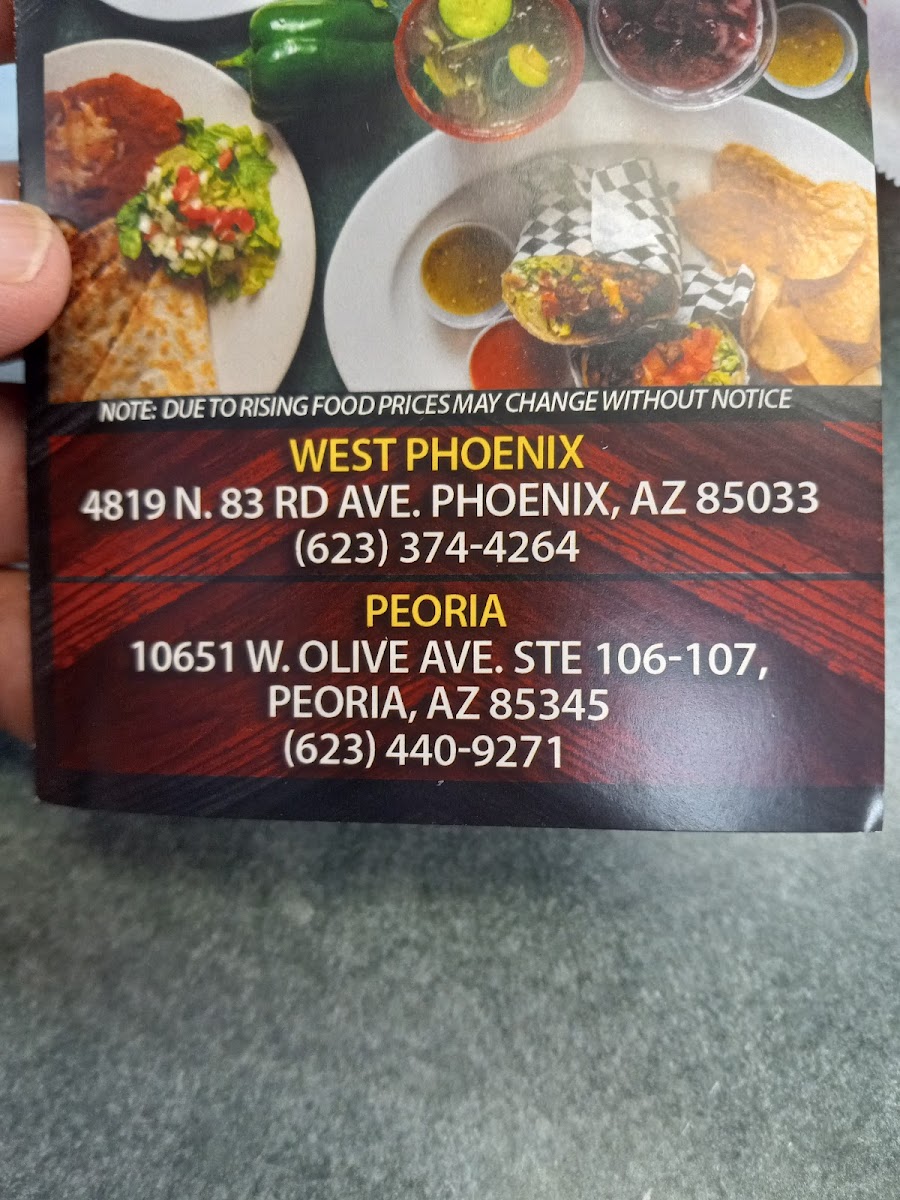 NOTE: DUE TO RISING FOOD PRICES MAY CHANGE WITHOUT NOTICE
WEST PHOENIX
4819 N. 83 RD AVE. PHOENIX, AZ 85033
(623) 374-4264
PEORIA
10651 W. OLIVE AVE. STE 106-107,
PEORIA, AZ 85345
(623) 440-9271